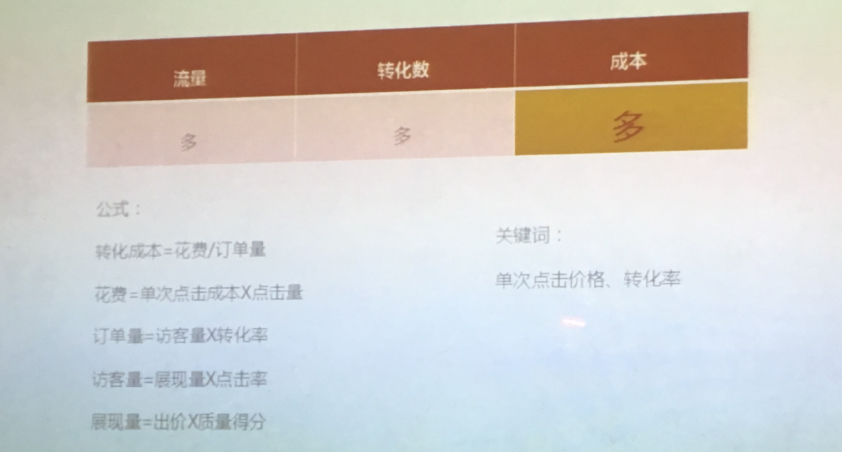 流量 转化数 成本
多 多 多
公式：
转化成本=花费/订单量
花费=单次点击成本X点击量
订单量=访客量X转化率
访客量=展现量X点击率
展现量=出价X质量得分
关键词：
单次点击价格、转化率